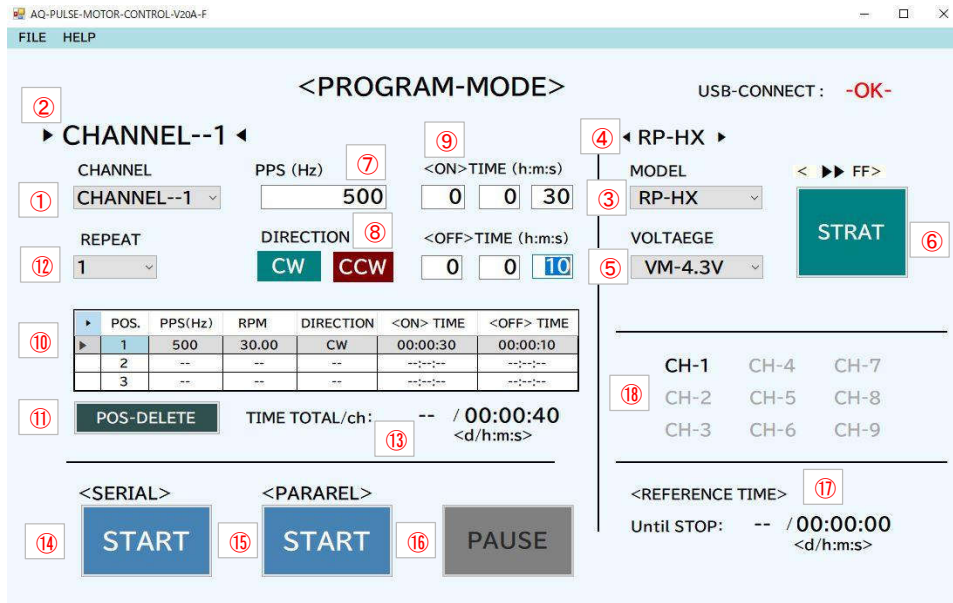 AQ-PULSE-MOTOR-CONTROL-V20A-F
FILE HELP
<PROGRAM-MODE>
USB-CONNECT : -OK-
②
▶ CHANNEL--1 ◀
⑨
④
◀ RP-HX ▶
CHANNEL
PPS (Hz)
⑦
<ON>TIME (h:m:s)
MODEL
< ▶▶ FF>
①
CHANNEL--1
500
0 0 30
③
RP-HX
STRAT
⑥
REPEAT
DIRECTION
⑧
<OFF>TIME (h:m:s)
VOLTAEGE
⑫
1
CW CCW
0 0 10
⑤
VM-4.3V
⑩
▶ POS. PPS(Hz) RPM DIRECTION <ON> TIME <OFF> TIME
▶ 1 500 30.00 CW 00:00:30 00:00:10
2 -- -- -- --:--:-- --:--:--
3 -- -- -- --:--:-- --:--:--
CH-1 CH-4 CH-7
⑱
CH-2 CH-5 CH-8
CH-3 CH-6 CH-9
⑪
POS-DELETE
TIME TOTAL/ch: -- / 00:00:40
⑬
<d/h:m:s>
<SERIAL>
<PARAREL>
<REFERENCE TIME>
⑰
⑭
START
⑮
START
⑯
PAUSE
Until STOP: -- / 00:00:00
<d/h:m:s>